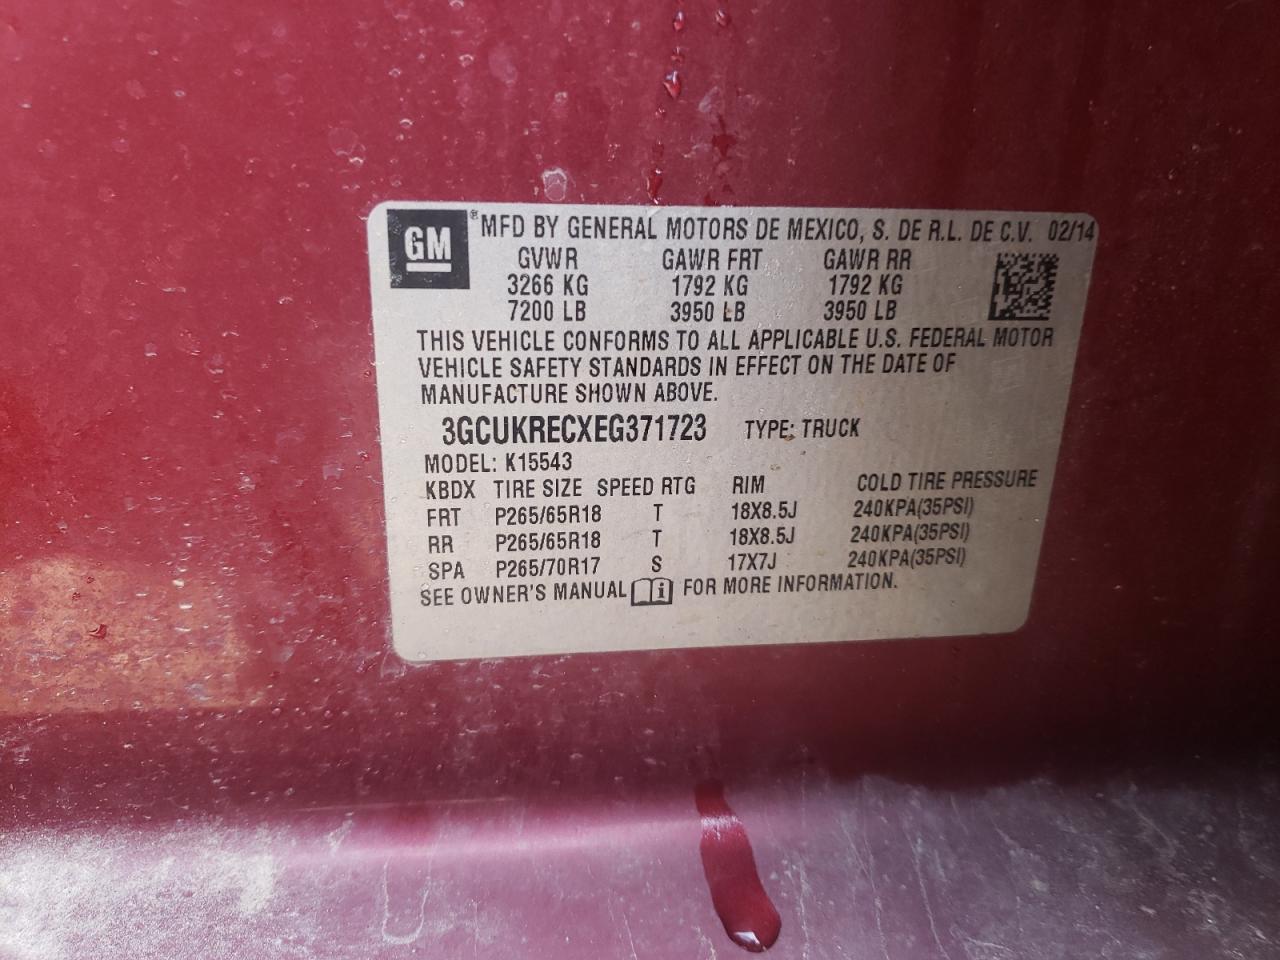 GM ® MFD BY GENERAL MOTORS DE MEXICO, S. DE R.L. DE C.V. 02/14
GVWR GAWR FRT GAWR RR
3266 KG 1792 KG 1792 KG
7200 LB 3950 LB 3950 LB
THIS VEHICLE CONFORMS TO ALL APPLICABLE U.S. FEDERAL MOTOR
VEHICLE SAFETY STANDARDS IN EFFECT ON THE DATE OF
MANUFACTURE SHOWN ABOVE.
3GCUKRECXEG371723 TYPE: TRUCK
MODEL: K15543
KBDX TIRE SIZE SPEED RTG RIM COLD TIRE PRESSURE
FRT P265/65R18 T 18X8.5J 240KPA(35PSI)
RR P265/65R18 T 18X8.5J 240KPA(35PSI)
SPA P265/70R17 S 17X7J 240KPA(35PSI)
SEE OWNER'S MANUAL i FOR MORE INFORMATION.